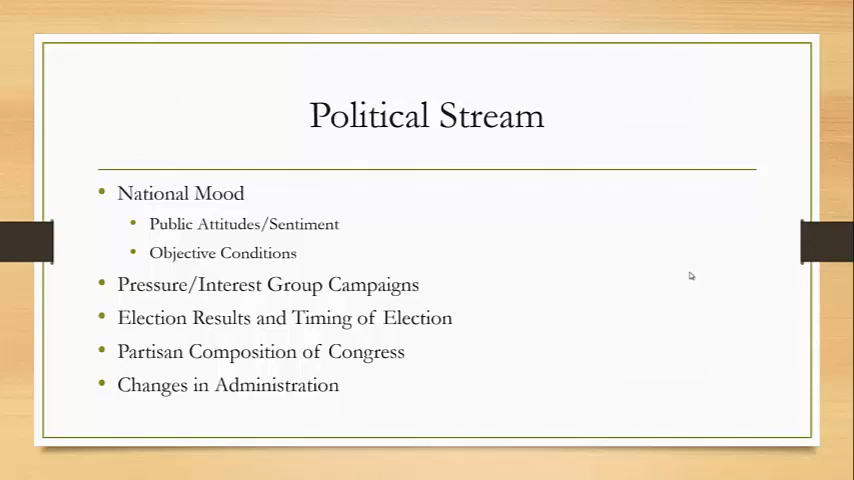 Political Stream
• National Mood
• Public Attitudes/Sentiment
• Objective Conditions
• Pressure/Interest Group Campaigns
• Election Results and Timing of Election
• Partisan Composition of Congress
• Changes in Administration